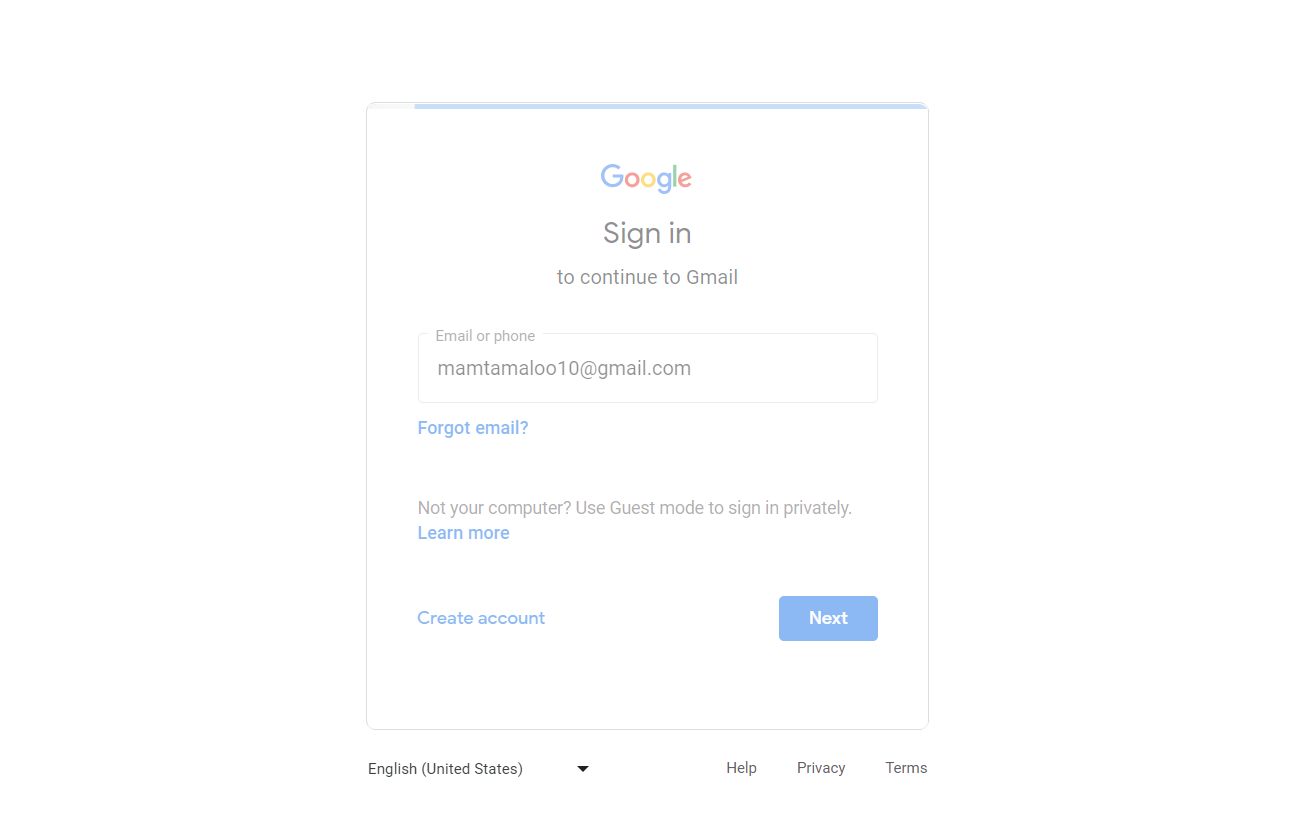 Google
Sign in
to continue to Gmail
Email or phone
mamtamaloo10@gmail.com
Forgot email?
Not your computer? Use Guest mode to sign in privately.
Learn more
Create account
Next
English (United States)
Help
Privacy
Terms